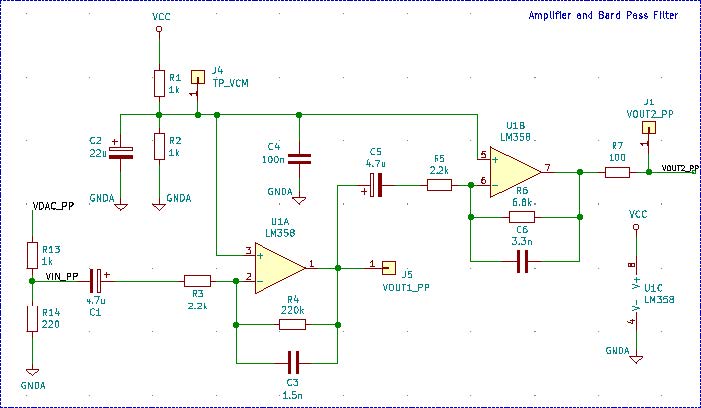 Amplifier and Band Pass Filter
VCC
R1
1k
J4
TP_VCM
1
C2
22u
R2
1k
C4
100n
GNDA
GNDA
GNDA
C5
4.7u
R5
2.2k
U1B
LM358
5
6
7
R6
6.8k
C6
3.3n
R7
100
J1
VOUT2_PP
1
VOUT2_PP
VDAC_PP
R13
1k
VIN_PP
4.7u
C1
R14
220
GNDA
R3
2.2k
U1A
LM358
3
2
1
R4
220k
C3
1.5n
1
J5
VOUT1_PP
VCC
8
V+
U1C
LM358
V-
4
GNDA